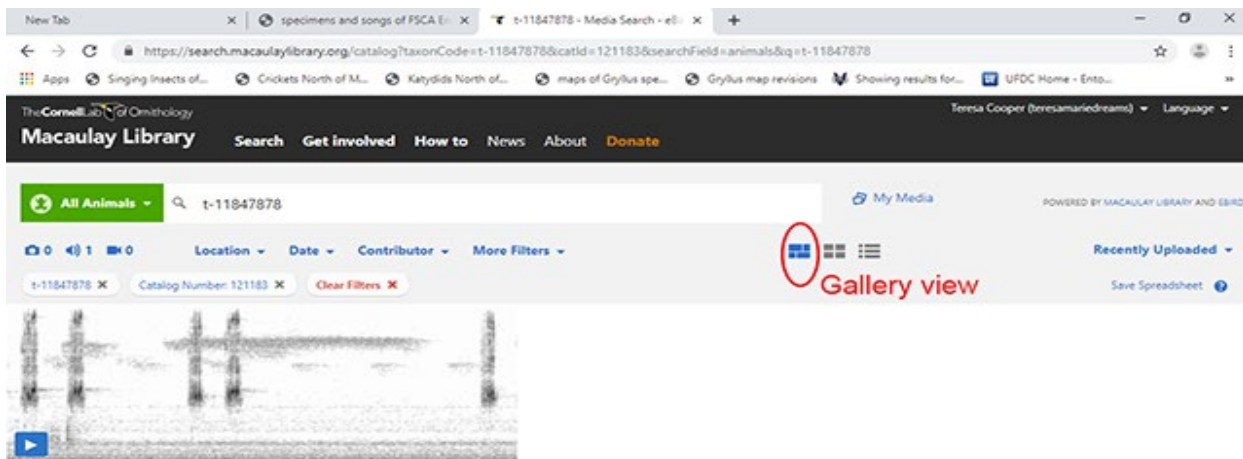 New Tab
specimens and songs of FSCA En
t-11847878 - Media Search - eB
https://search.macaulaylibrary.org/catalog?taxonCode=t-11847878&catId=121183&searchField=animals&q=t-11847878
Apps Singing Insects of... Crickets North of M... Katydids North of... maps of Gryllus spe... Gryllus map revisions Showing results for... UFDC Home - Ento...
TheCornellLab of Ornithology
Teresa Cooper (teresamariedreams) Language
Macaulay Library Search Get involved How to News About Donate
All Animals t-11847878 My Media POWERED BY MACAULAY LIBRARY AND EBIRD
0 1 0 Location Date Contributor More Filters Recently Uploaded
Gallery view
t-11847878 Catalog Number: 121183 Clear Filters Save Spreadsheet